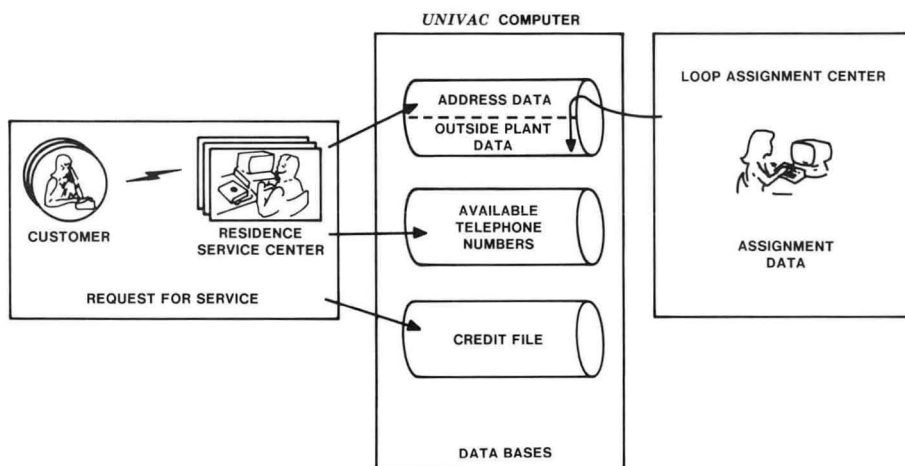 UNIVAC COMPUTER
CUSTOMER
RESIDENCE
SERVICE CENTER
REQUEST FOR SERVICE
ADDRESS DATA
OUTSIDE PLANT
DATA
AVAILABLE
TELEPHONE
NUMBERS
CREDIT FILE
DATA BASES
LOOP ASSIGNMENT CENTER
ASSIGNMENT
DATA